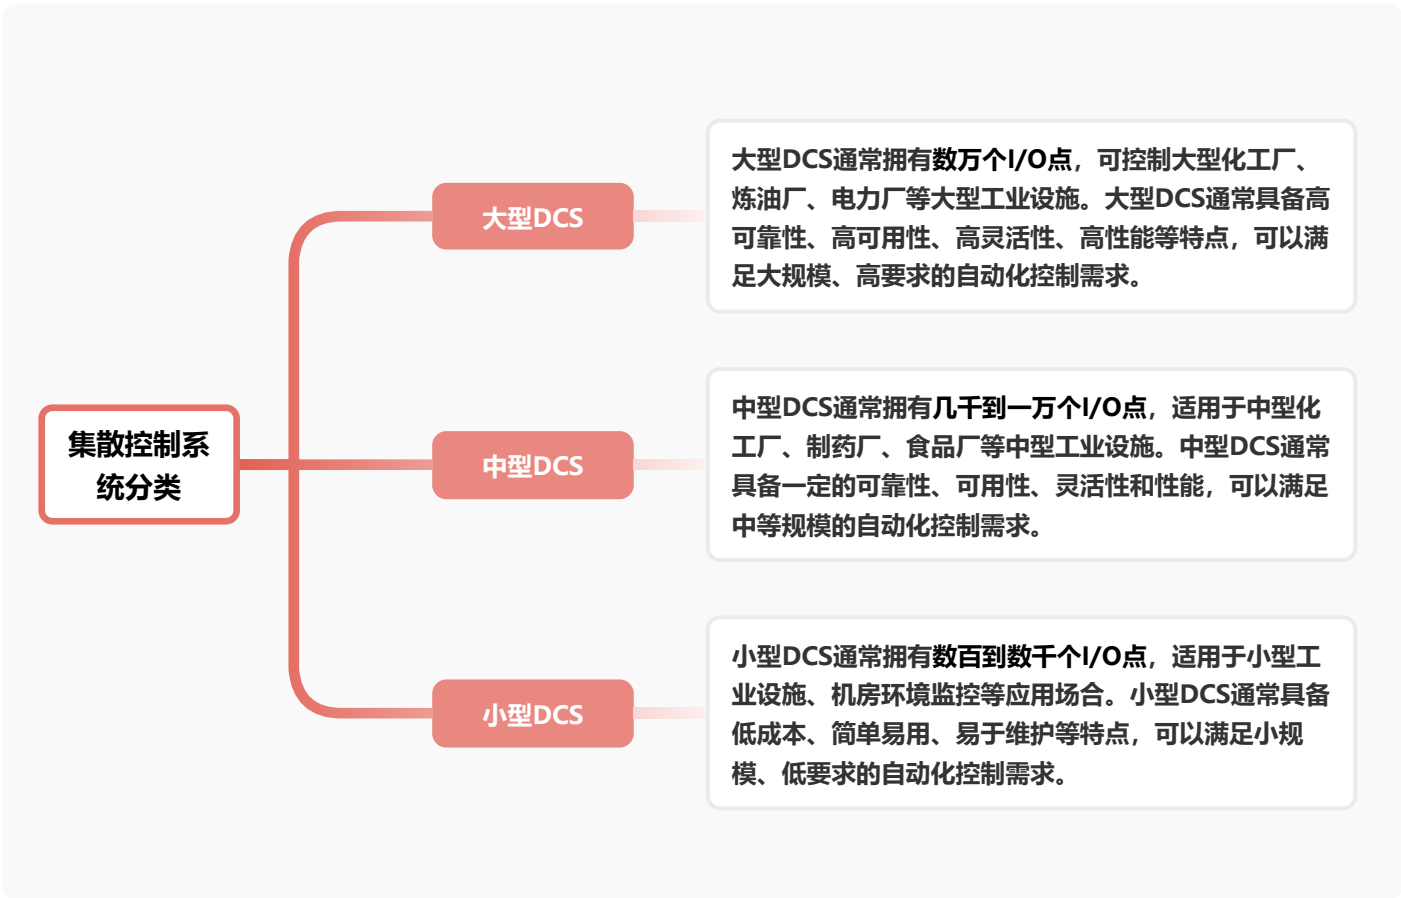 集散控制系
统分类
大型DCS
大型DCS通常拥有数万个I/O点，可控制大型化工厂、
炼油厂、电力厂等大型工业设施。大型DCS通常具备高
可靠性、高可用性、高灵活性、高性能等特点，可以满
足大规模、高要求的自动化控制需求。
中型DCS
中型DCS通常拥有几千到一万个I/O点，适用于中型化
工厂、制药厂、食品厂等中型工业设施。中型DCS通常
具备一定的可靠性、可用性、灵活性和性能，可以满足
中等规模的自动化控制需求。
小型DCS
小型DCS通常拥有数百到数千个I/O点，适用于小型工
业设施、机房环境监控等应用场合。小型DCS通常具备
低成本、简单易用、易于维护等特点，可以满足小规
模、低要求的自动化控制需求。